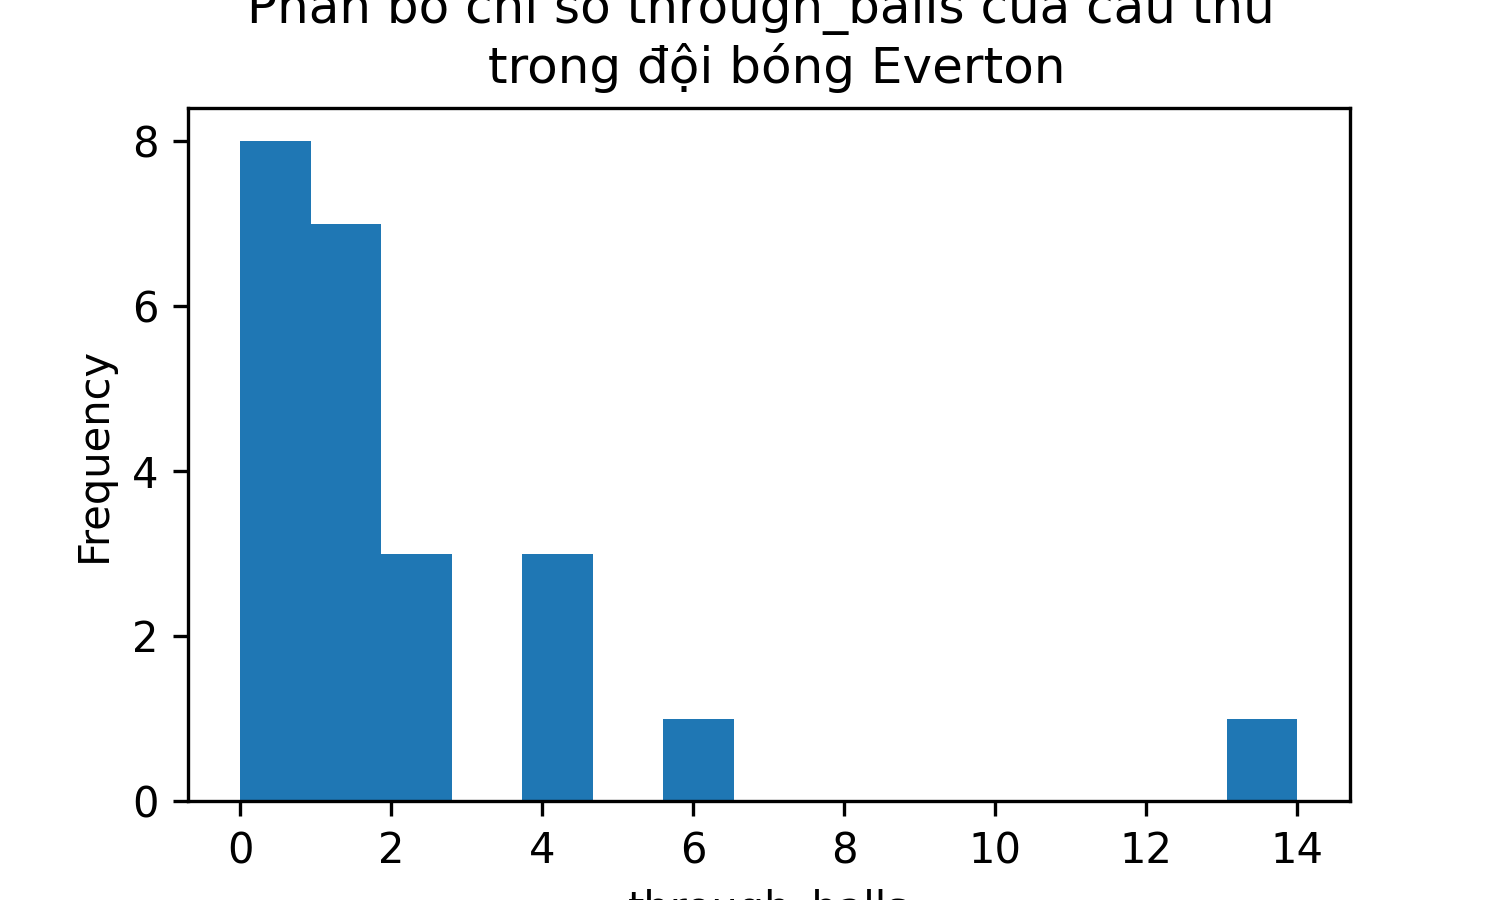 Phân bố chỉ số through_balls của cầu thủ
trong đội bóng Everton
8
6
4
2
0
Frequency
0 2 4 6 8 10 12 14
through_balls